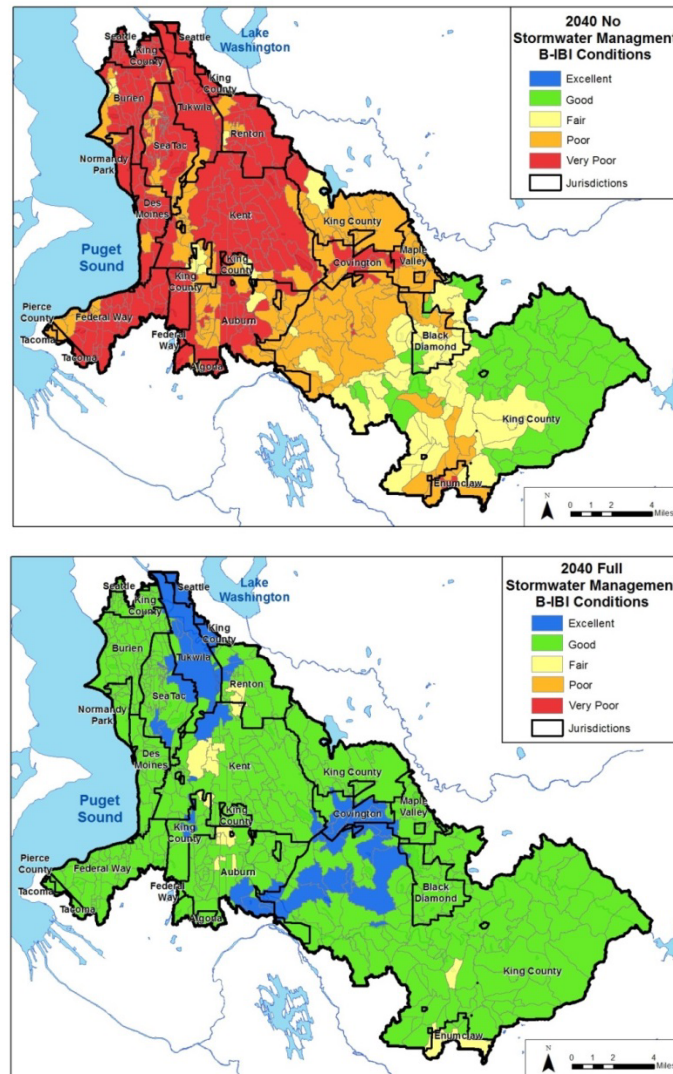 2040 No
Stormwater Managment
B-IBI Conditions
Excellent
Good
Fair
Poor
Very Poor
Jurisdictions
Lake
Washington
Seattle
Seattle
King
County
King
County
Burien
Tukwila
Renton
SeaTac
Normandy
Park
Des
Moines
Kent
King County
Puget
Sound
Covington
Maple
Valley
King
County
King
County
Pierce
County
Federal Way
Auburn
Tacoma
Tacoma
Federal
Way
Algona
Black
Diamond
King County
Enumclaw
N
0 1 2 4
Miles
2040 Full
Stormwater Management
B-IBI Conditions
Excellent
Good
Fair
Poor
Very Poor
Jurisdictions
Lake
Washington
Seattle
Seattle
King
County
King
County
Burien
Tukwila
Renton
SeaTac
Normandy
Park
Des
Moines
Kent
King County
Puget
Sound
Covington
Maple
Valley
King
County
King
County
Pierce
County
Federal Way
Auburn
Tacoma
Tacoma
Federal
Way
Algona
Black
Diamond
King County
Enumclaw
N
0 1 2 4
Miles